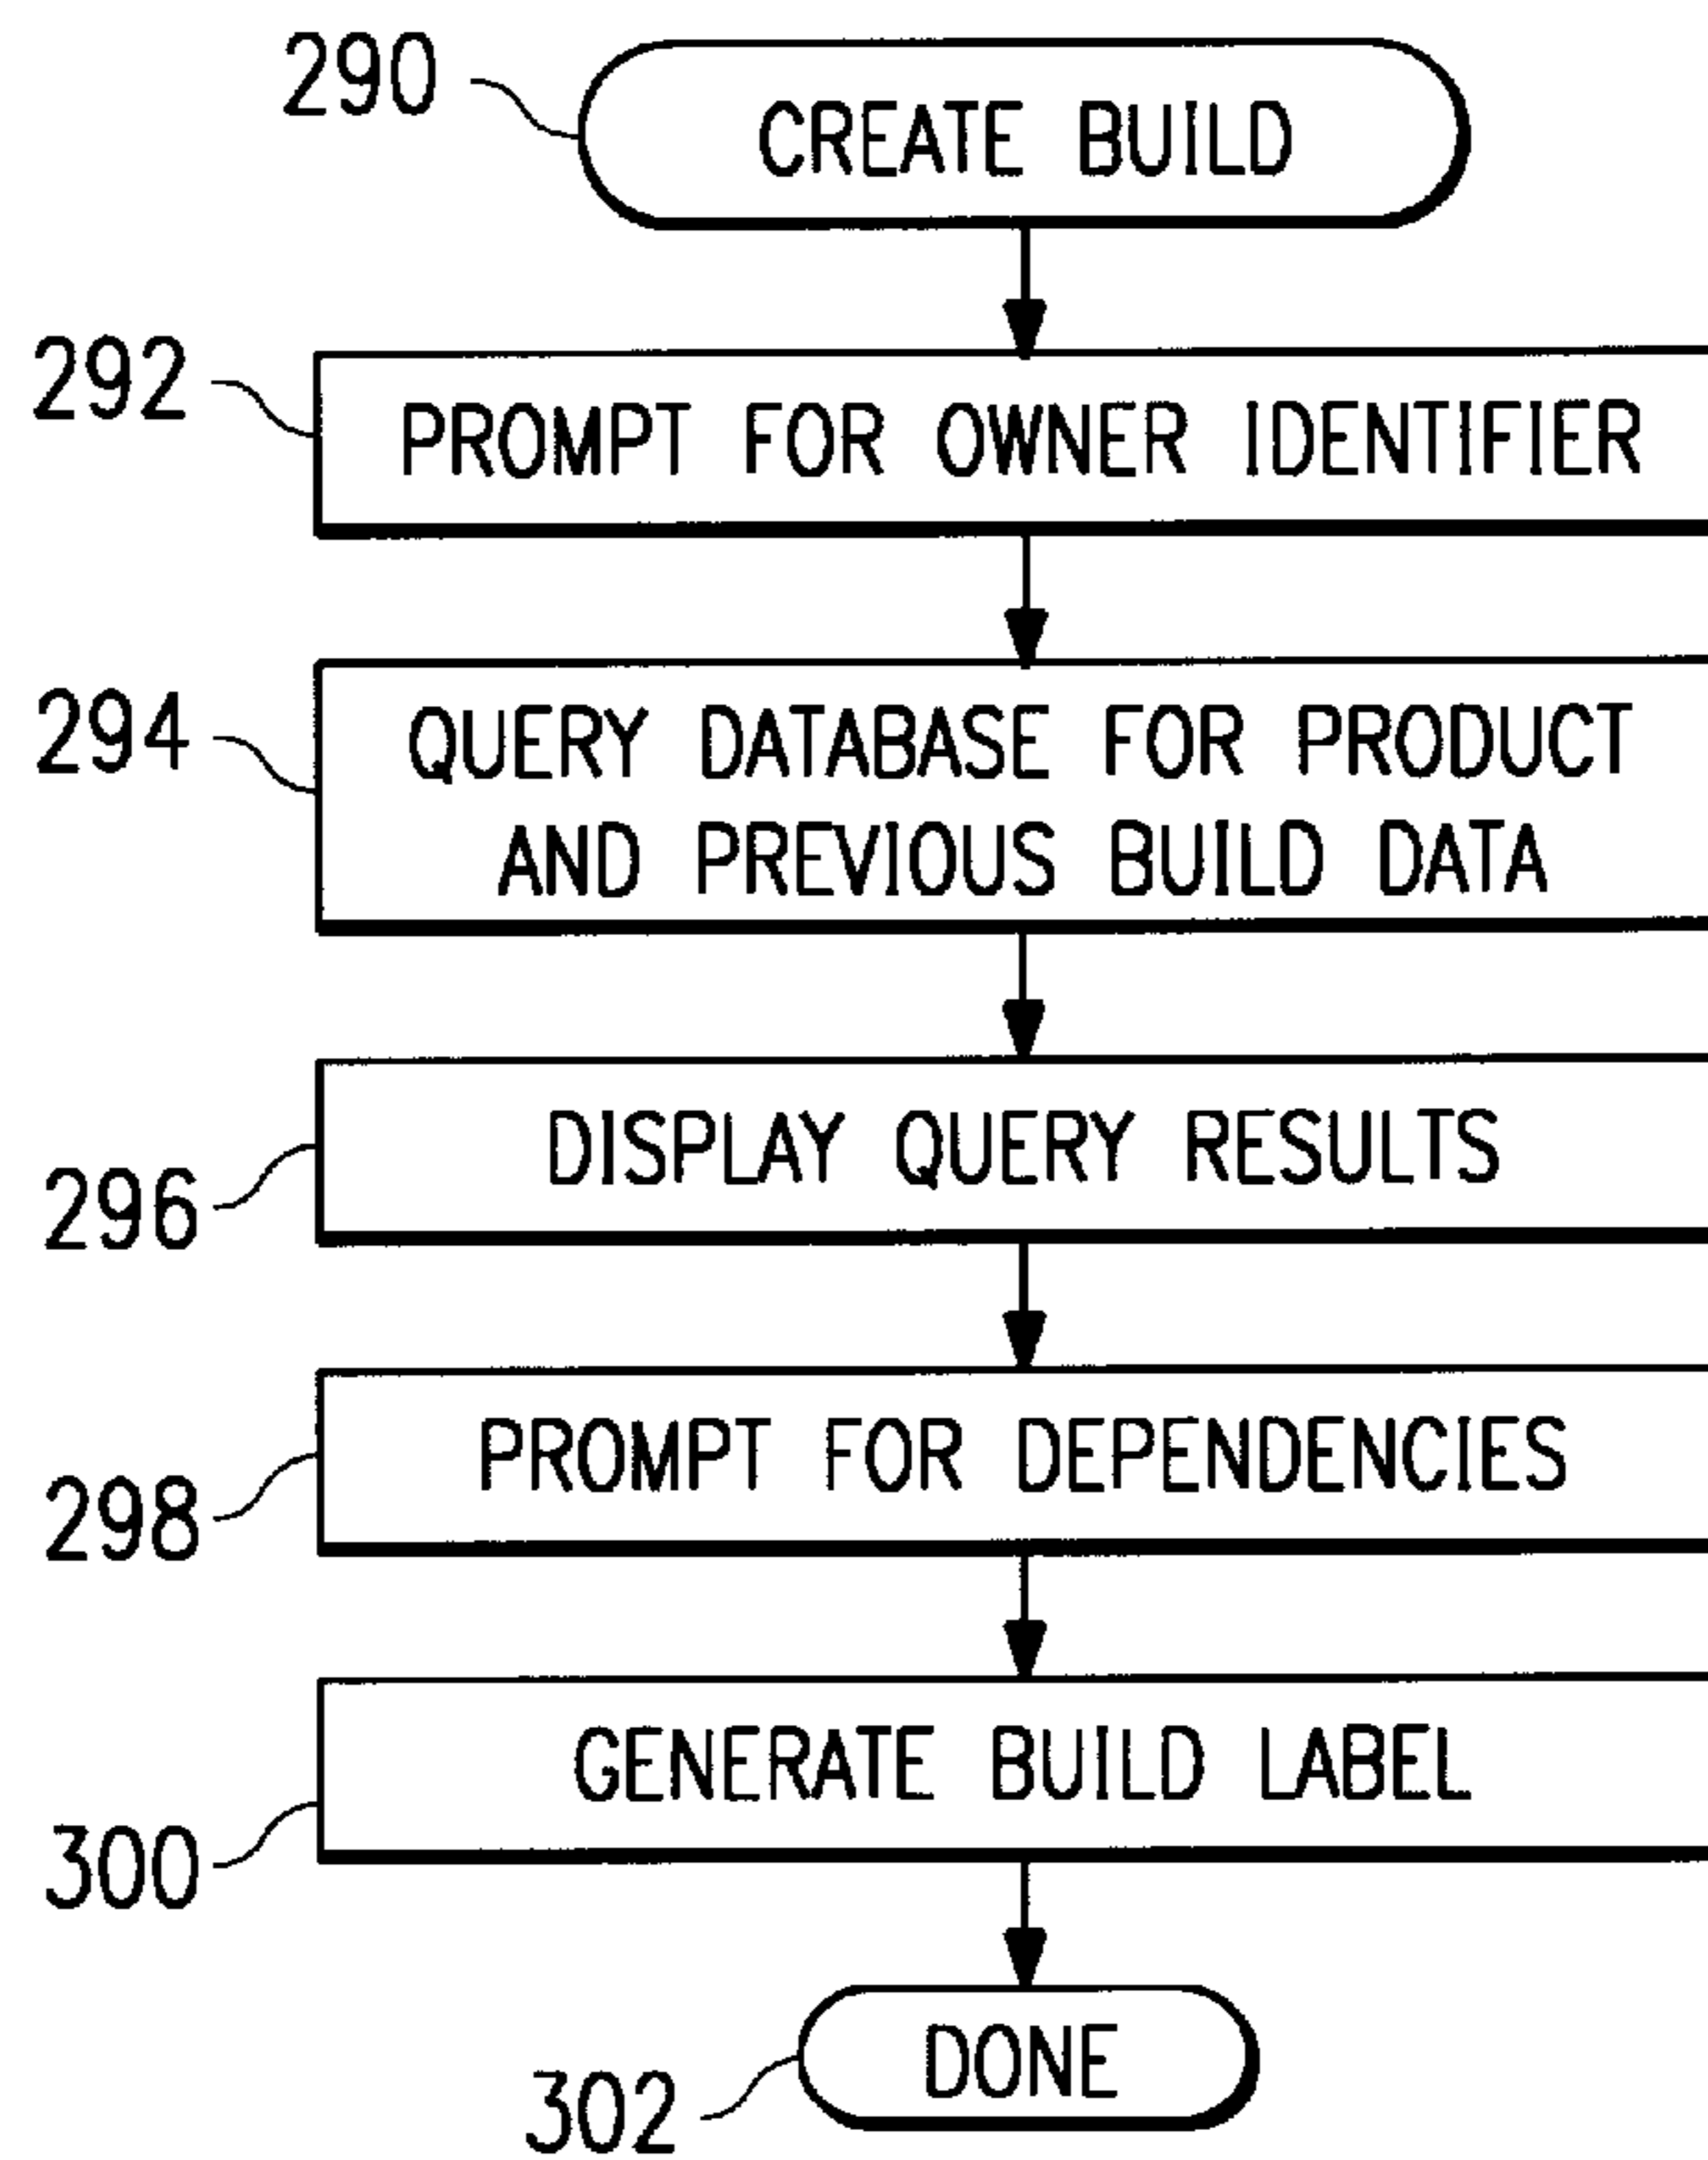 290
CREATE BUILD
292
PROMPT FOR OWNER IDENTIFIER
294
QUERY DATABASE FOR PRODUCT
AND PREVIOUS BUILD DATA
296
DISPLAY QUERY RESULTS
298
PROMPT FOR DEPENDENCIES
300
GENERATE BUILD LABEL
302
DONE